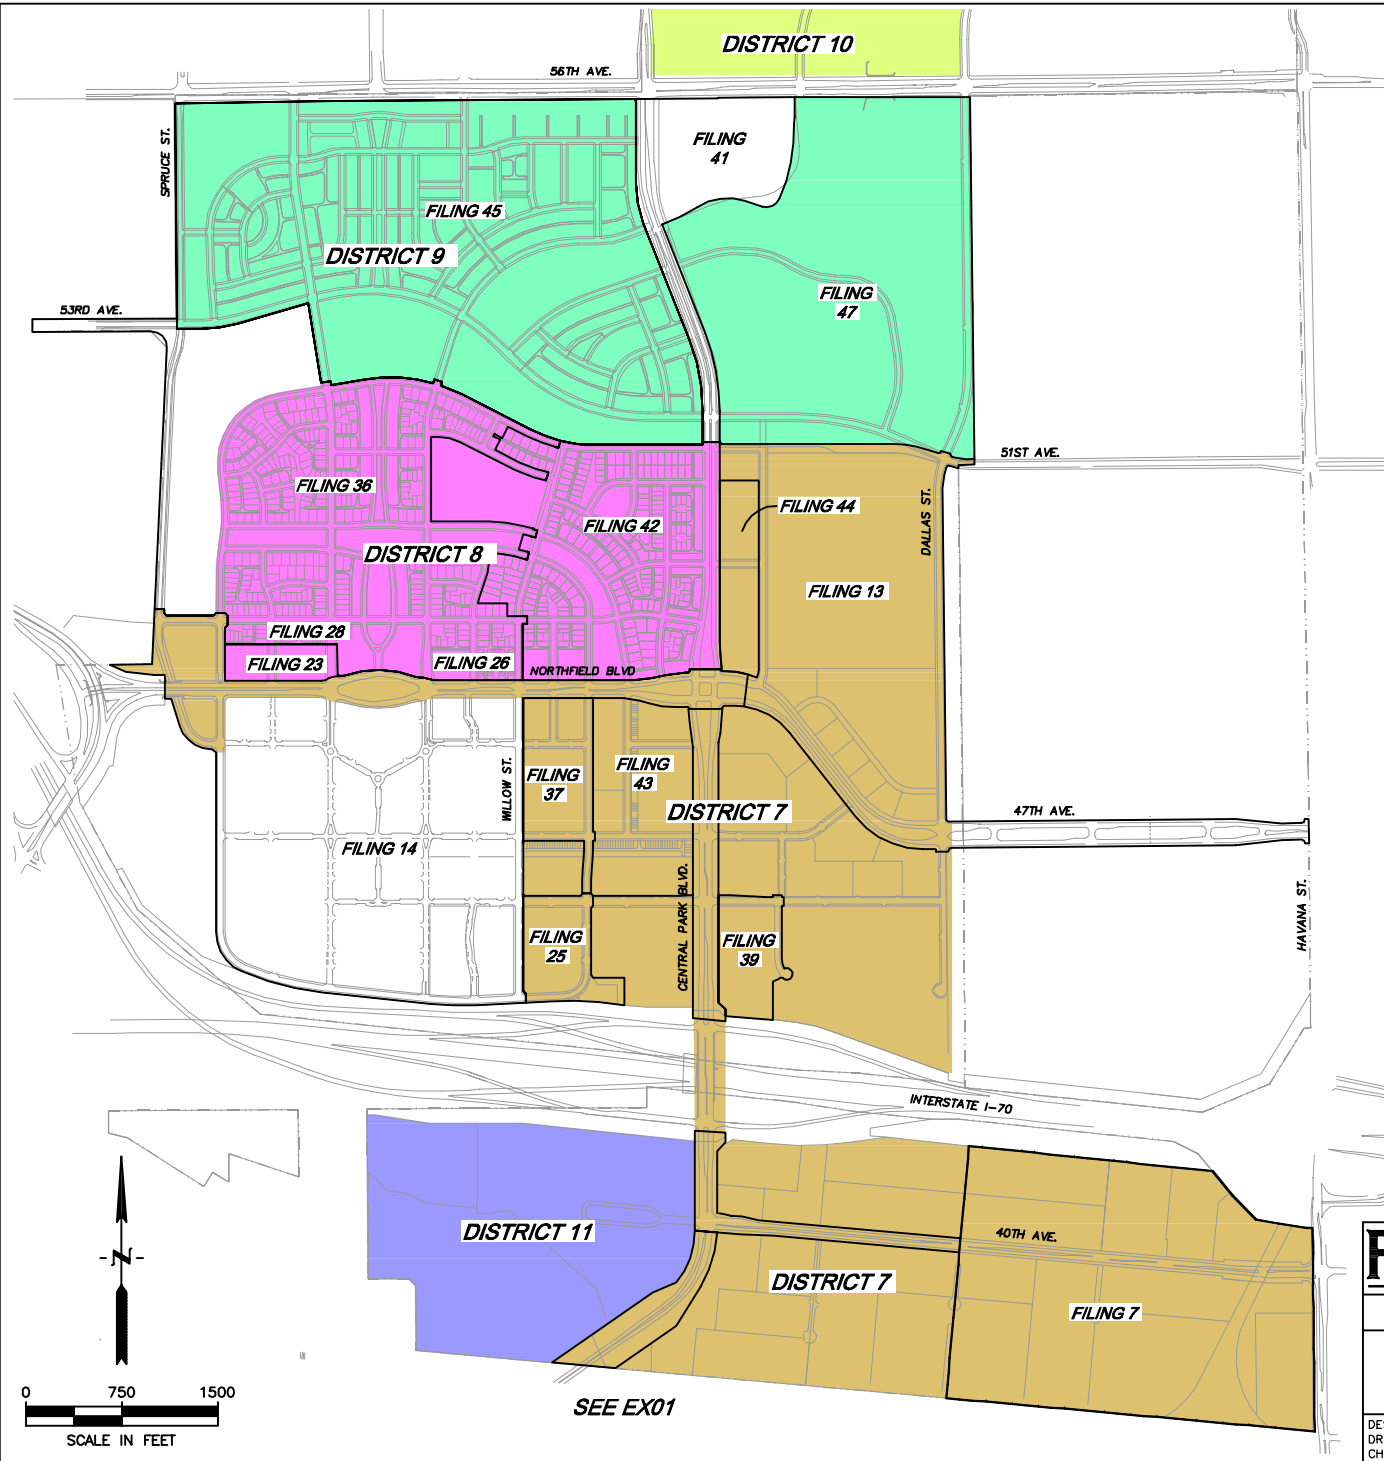 DISTRICT 10
56TH AVE.
SPRUCE ST.
FILING
41
FILING 45
DISTRICT 9
FILING
47
53RD AVE.
51ST AVE.
FILING 36
FILING 44
DALLAS ST.
FILING 42
DISTRICT 8
FILING 13
FILING 28
FILING 23
FILING 26
NORTHFIELD BLVD
WILLOW ST.
FILING
37
FILING
43
DISTRICT 7
47TH AVE.
FILING 14
CENTRAL PARK BLVD.
HAVANA ST.
FILING
25
FILING
39
INTERSTATE I-70
DISTRICT 11
40TH AVE.
DISTRICT 7
FILING 7
N
0 750 1500
SCALE IN FEET
SEE EX01
DE
DR
CH